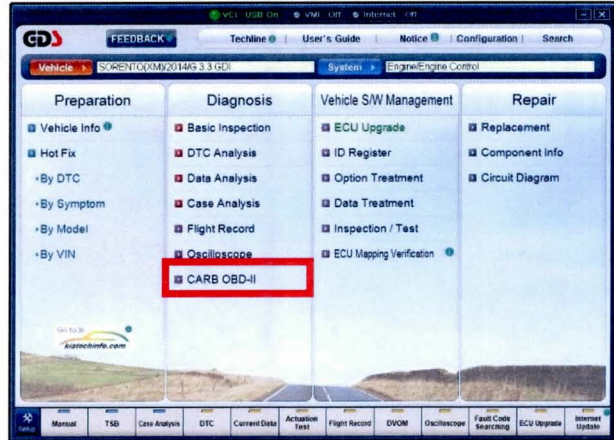 VCI USB On VMI Off Internet Off
GDS FEEDBACK Techline | User's Guide | Notice | Configuration | Search
Vehicle SORENTO(XM)/2014/G 3.3 GDI System Engine/Engine Control
Preparation
Vehicle Info
Hot Fix
By DTC
By Symptom
By Model
By VIN
Go to
kiatechinfo.com
Diagnosis
Basic Inspection
DTC Analysis
Data Analysis
Case Analysis
Flight Record
Oscilloscope
CARB OBD-II
Vehicle S/W Management
ECU Upgrade
ID Register
Option Treatment
Data Treatment
Inspection / Test
ECU Mapping Verification
Repair
Replacement
Component Info
Circuit Diagram
Setup Manual TSB Case Analysis DTC Current Data Actuation Test Flight Record DVOM Oscilloscope Fault Code Searching ECU Upgrade Internet Update